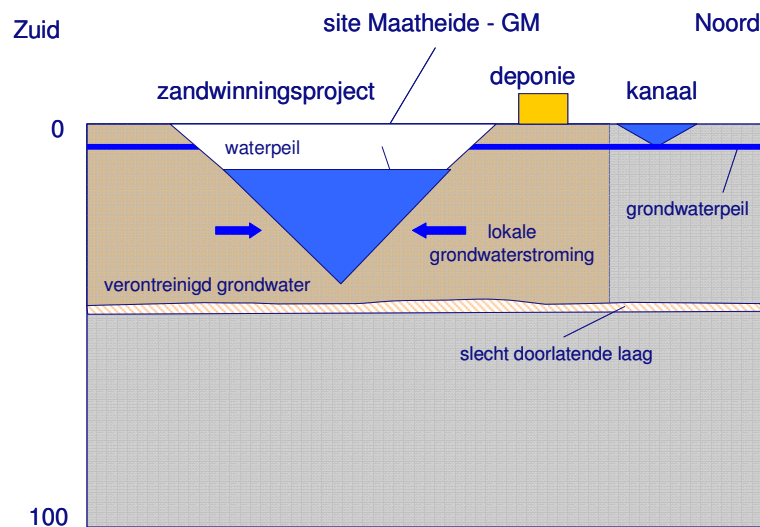 Zuid
site Maatheide - GM
Noord
zandwinningsproject
deponie
kanaal
0
waterpeil
grondwaterpeil
lokale
grondwaterstroming
verontreinigd grondwater
slecht doorlatende laag
100